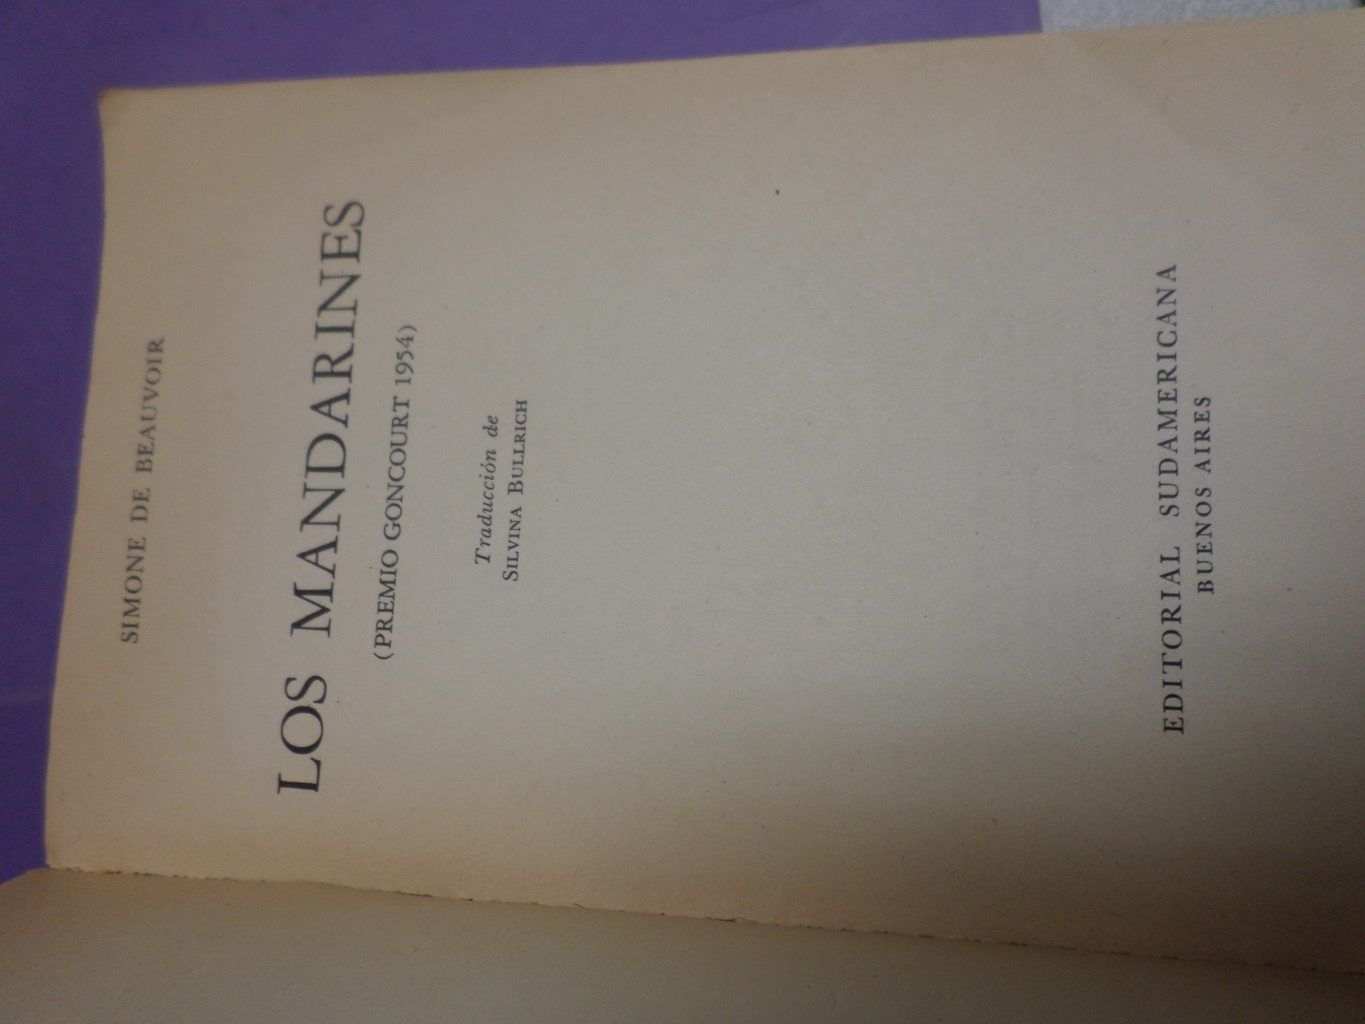 SIMONE DE BEAUVOIR
LOS MANDARINES
(PREMIO GONCOURT 1954)
Traducción de
SILVINA BULLRICH
EDITORIAL SUDAMERICANA
BUENOS AIRES